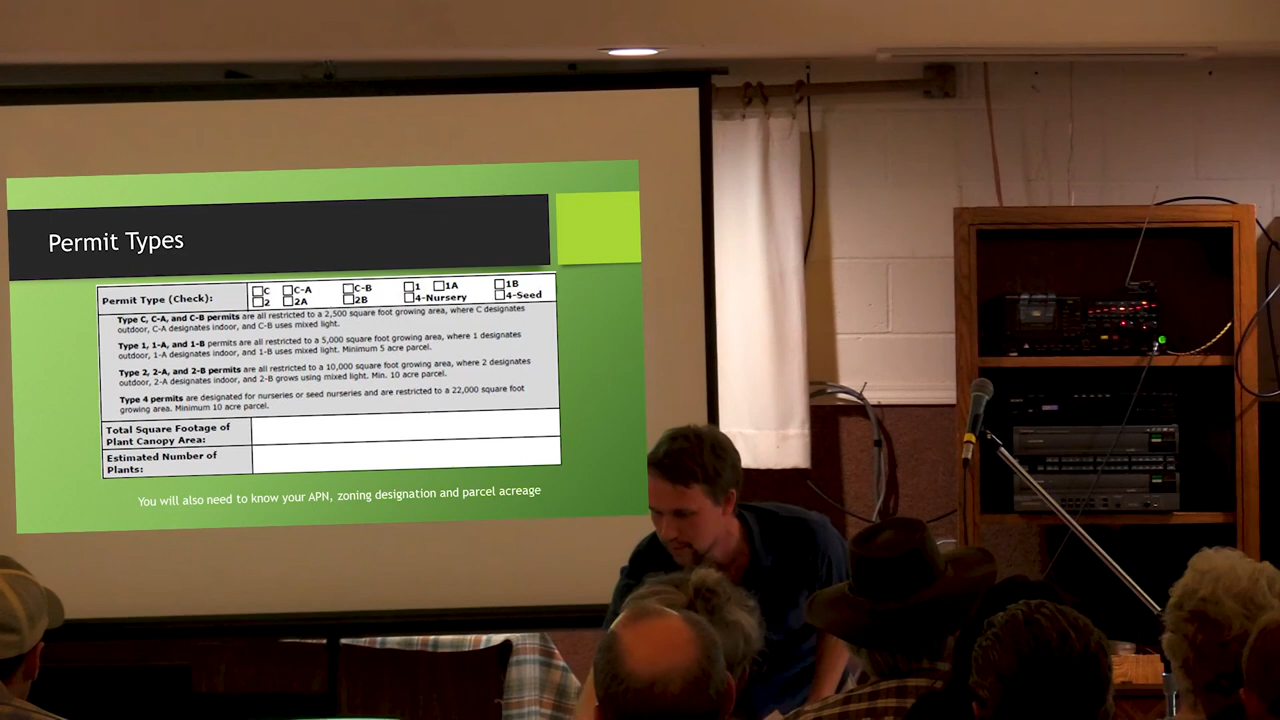 Permit Types
Permit Type (Check): C C-A C-B 1 1A 1B
2 2A 2B 4-Nursery 4-Seed
Type C, C-A, and C-B permits are all restricted to a 2,500 square foot growing area, where C designates
outdoor, C-A designates indoor, and C-B uses mixed light.
Type 1, 1-A, and 1-B permits are all restricted to a 5,000 square foot growing area, where 1 designates
outdoor, 1-A designates indoor, and 1-B uses mixed light. Minimum 5 acre parcel.
Type 2, 2-A, and 2-B permits are all restricted to a 10,000 square foot growing area, where 2 designates
outdoor, 2-A designates indoor, and 2-B grows using mixed light. Min. 10 acre parcel.
Type 4 permits are designated for nurseries or seed nurseries and are restricted to a 22,000 square foot
growing area. Minimum 10 acre parcel.
Total Square Footage of
Plant Canopy Area:
Estimated Number of
Plants:
You will also need to know your APN, zoning designation and parcel acreage